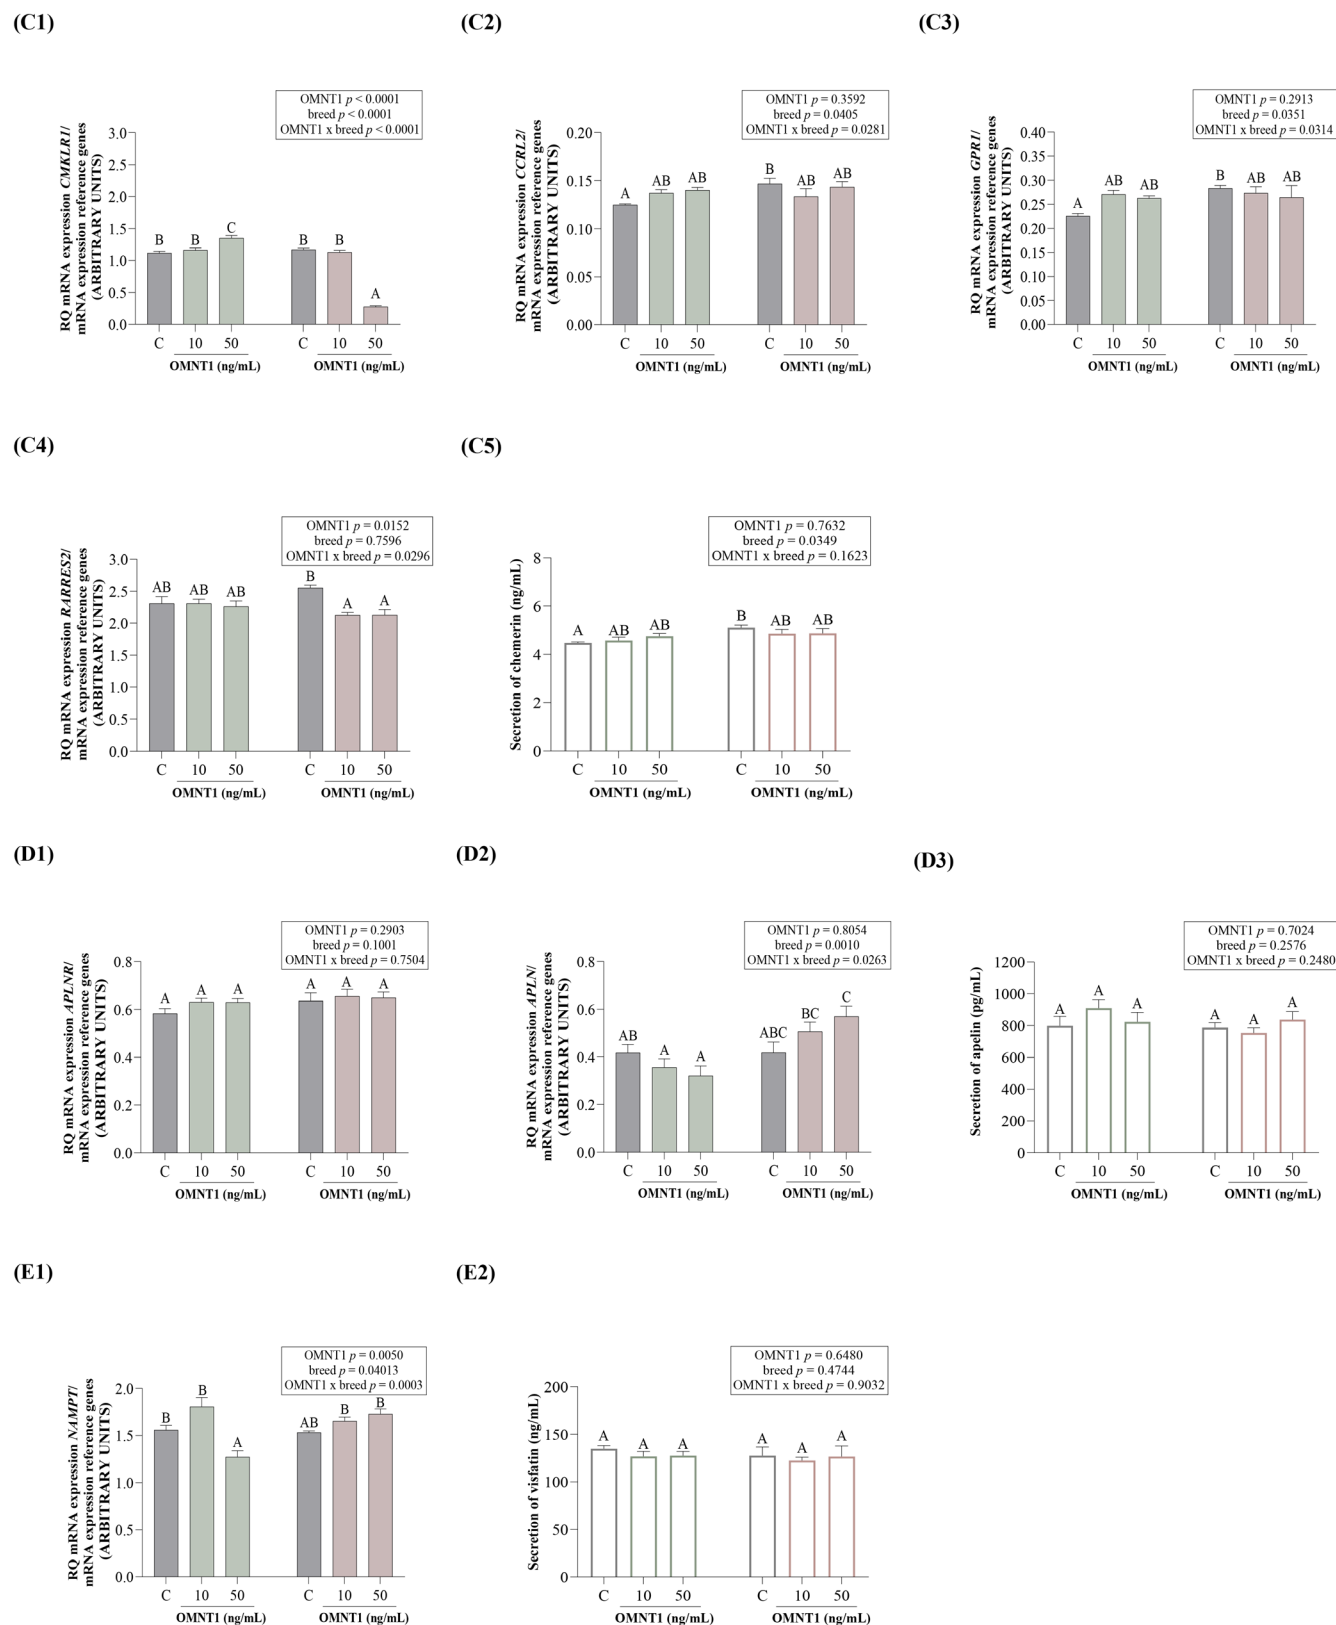 (C1)
OMNT1 p < 0.0001
breed p < 0.0001
OMNT1 x breed p < 0.0001
RQ mRNA expression CMKLR1/
mRNA expression reference genes
(ARBITRARY UNITS)
3.0
2.5
2.0
1.5
1.0
0.5
0.0
B B C B B A
C 10 50 C 10 50
OMNT1 (ng/mL) OMNT1 (ng/mL)
(C2)
OMNT1 p = 0.3592
breed p = 0.0405
OMNT1 x breed p = 0.0281
RQ mRNA expression CCRL2/
mRNA expression reference genes
(ARBITRARY UNITS)
0.20
0.15
0.10
0.05
0.00
A AB AB B AB AB
C 10 50 C 10 50
OMNT1 (ng/mL) OMNT1 (ng/mL)
(C3)
OMNT1 p = 0.2913
breed p = 0.0351
OMNT1 x breed p = 0.0314
RQ mRNA expression GPR1/
mRNA expression reference genes
(ARBITRARY UNITS)
0.40
0.35
0.30
0.25
0.20
0.15
0.10
0.05
0.00
A AB AB B AB AB
C 10 50 C 10 50
OMNT1 (ng/mL) OMNT1 (ng/mL)
(C4)
OMNT1 p = 0.0152
breed p = 0.7596
OMNT1 x breed p = 0.0296
RQ mRNA expression RARRES2/
mRNA expression reference genes
(ARBITRARY UNITS)
3.0
2.5
2.0
1.5
1.0
0.5
0.0
AB AB AB B A A
C 10 50 C 10 50
OMNT1 (ng/mL) OMNT1 (ng/mL)
(C5)
OMNT1 p = 0.7632
breed p = 0.0349
OMNT1 x breed p = 0.1623
Secretion of chemerin (ng/mL)
8
6
4
2
0
A AB AB B AB AB
C 10 50 C 10 50
OMNT1 (ng/mL) OMNT1 (ng/mL)
(D1)
OMNT1 p = 0.2903
breed p = 0.1001
OMNT1 x breed p = 0.7504
RQ mRNA expression APLNR/
mRNA expression reference genes
(ARBITRARY UNITS)
0.8
0.6
0.4
0.2
0.0
A A A A A A
C 10 50 C 10 50
OMNT1 (ng/mL) OMNT1 (ng/mL)
(D2)
OMNT1 p = 0.8054
breed p = 0.0010
OMNT1 x breed p = 0.0263
RQ mRNA expression APLN/
mRNA expression reference genes
(ARBITRARY UNITS)
0.8
0.6
0.4
0.2
0.0
AB A A ABC BC C
C 10 50 C 10 50
OMNT1 (ng/mL) OMNT1 (ng/mL)
(D3)
OMNT1 p = 0.7024
breed p = 0.2576
OMNT1 x breed p = 0.2480
Secretion of apelin (pg/mL)
1200
1000
800
600
400
200
0
A A A A A A
C 10 50 C 10 50
OMNT1 (ng/mL) OMNT1 (ng/mL)
(E1)
OMNT1 p = 0.0050
breed p = 0.04013
OMNT1 x breed p = 0.0003
RQ mRNA expression NAMPT/
mRNA expression reference genes
(ARBITRARY UNITS)
2.0
1.5
1.0
0.5
0.0
B B A AB B B
C 10 50 C 10 50
OMNT1 (ng/mL) OMNT1 (ng/mL)
(E2)
OMNT1 p = 0.6480
breed p = 0.4744
OMNT1 x breed p = 0.9032
Secretion of visfatin (ng/mL)
200
150
100
50
0
A A A A A A
C 10 50 C 10 50
OMNT1 (ng/mL) OMNT1 (ng/mL)